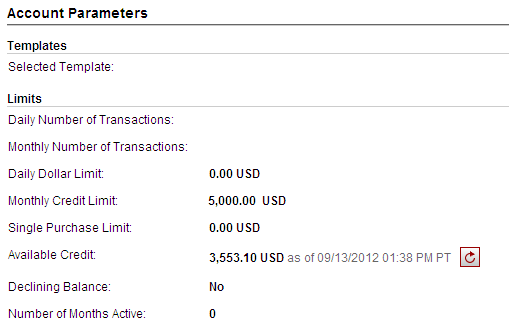 Account Parameters
Templates
Selected Template:
Limits
Daily Number of Transactions:
Monthly Number of Transactions:
Daily Dollar Limit: 0.00 USD
Monthly Credit Limit: 5,000.00 USD
Single Purchase Limit: 0.00 USD
Available Credit: 3,553.10 USD as of 09/13/2012 01:38 PM PT
Declining Balance: No
Number of Months Active: 0